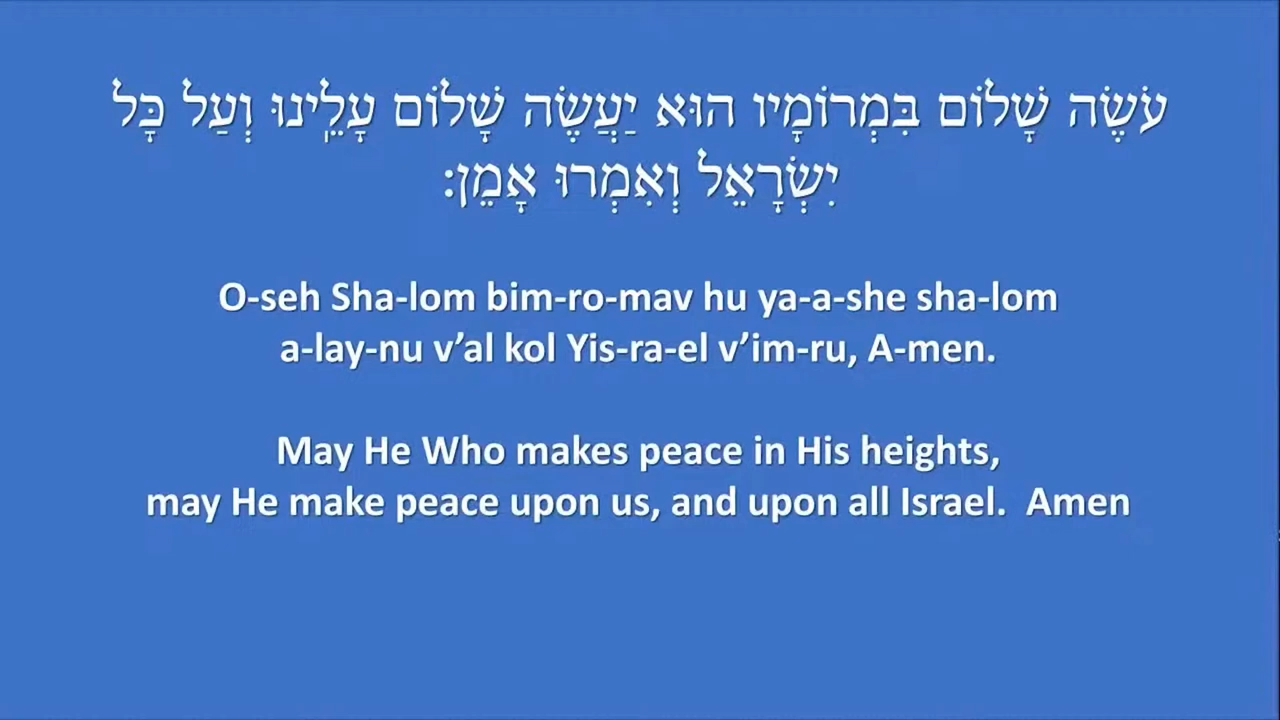 עֹשֶׂה שָׁלוֹם בִּמְרוֹמָיו הוּא יַעֲשֶׂה שָׁלוֹם עָלֵֽינוּ וְעַל כָּל
יִשְׂרָאֵל וְאִמְרוּ אָמֵן:
O-seh Sha-lom bim-ro-mav hu ya-a-she sha-lom
a-lay-nu v’al kol Yis-ra-el v’im-ru, A-men.
May He Who makes peace in His heights,
may He make peace upon us, and upon all Israel.  Amen